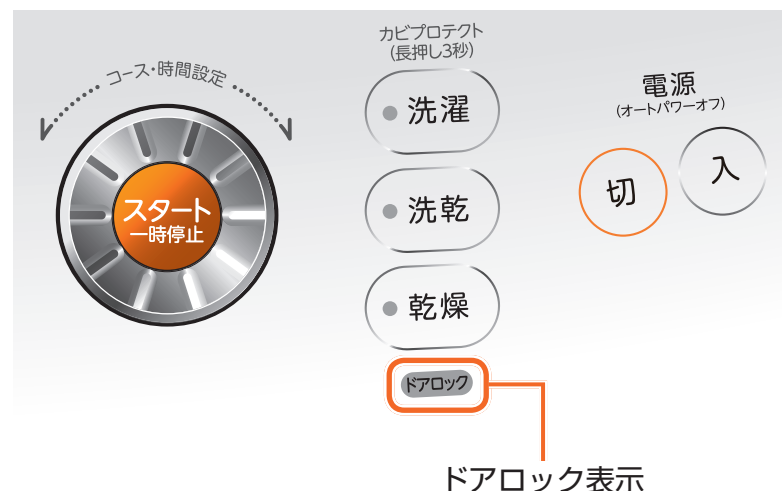 コース・時間設定
スタート
一時停止
カビプロテクト
(長押し3秒)
洗濯
洗乾
乾燥
ドアロック
電源
(オートパワーオフ)
切
入
ドアロック表示